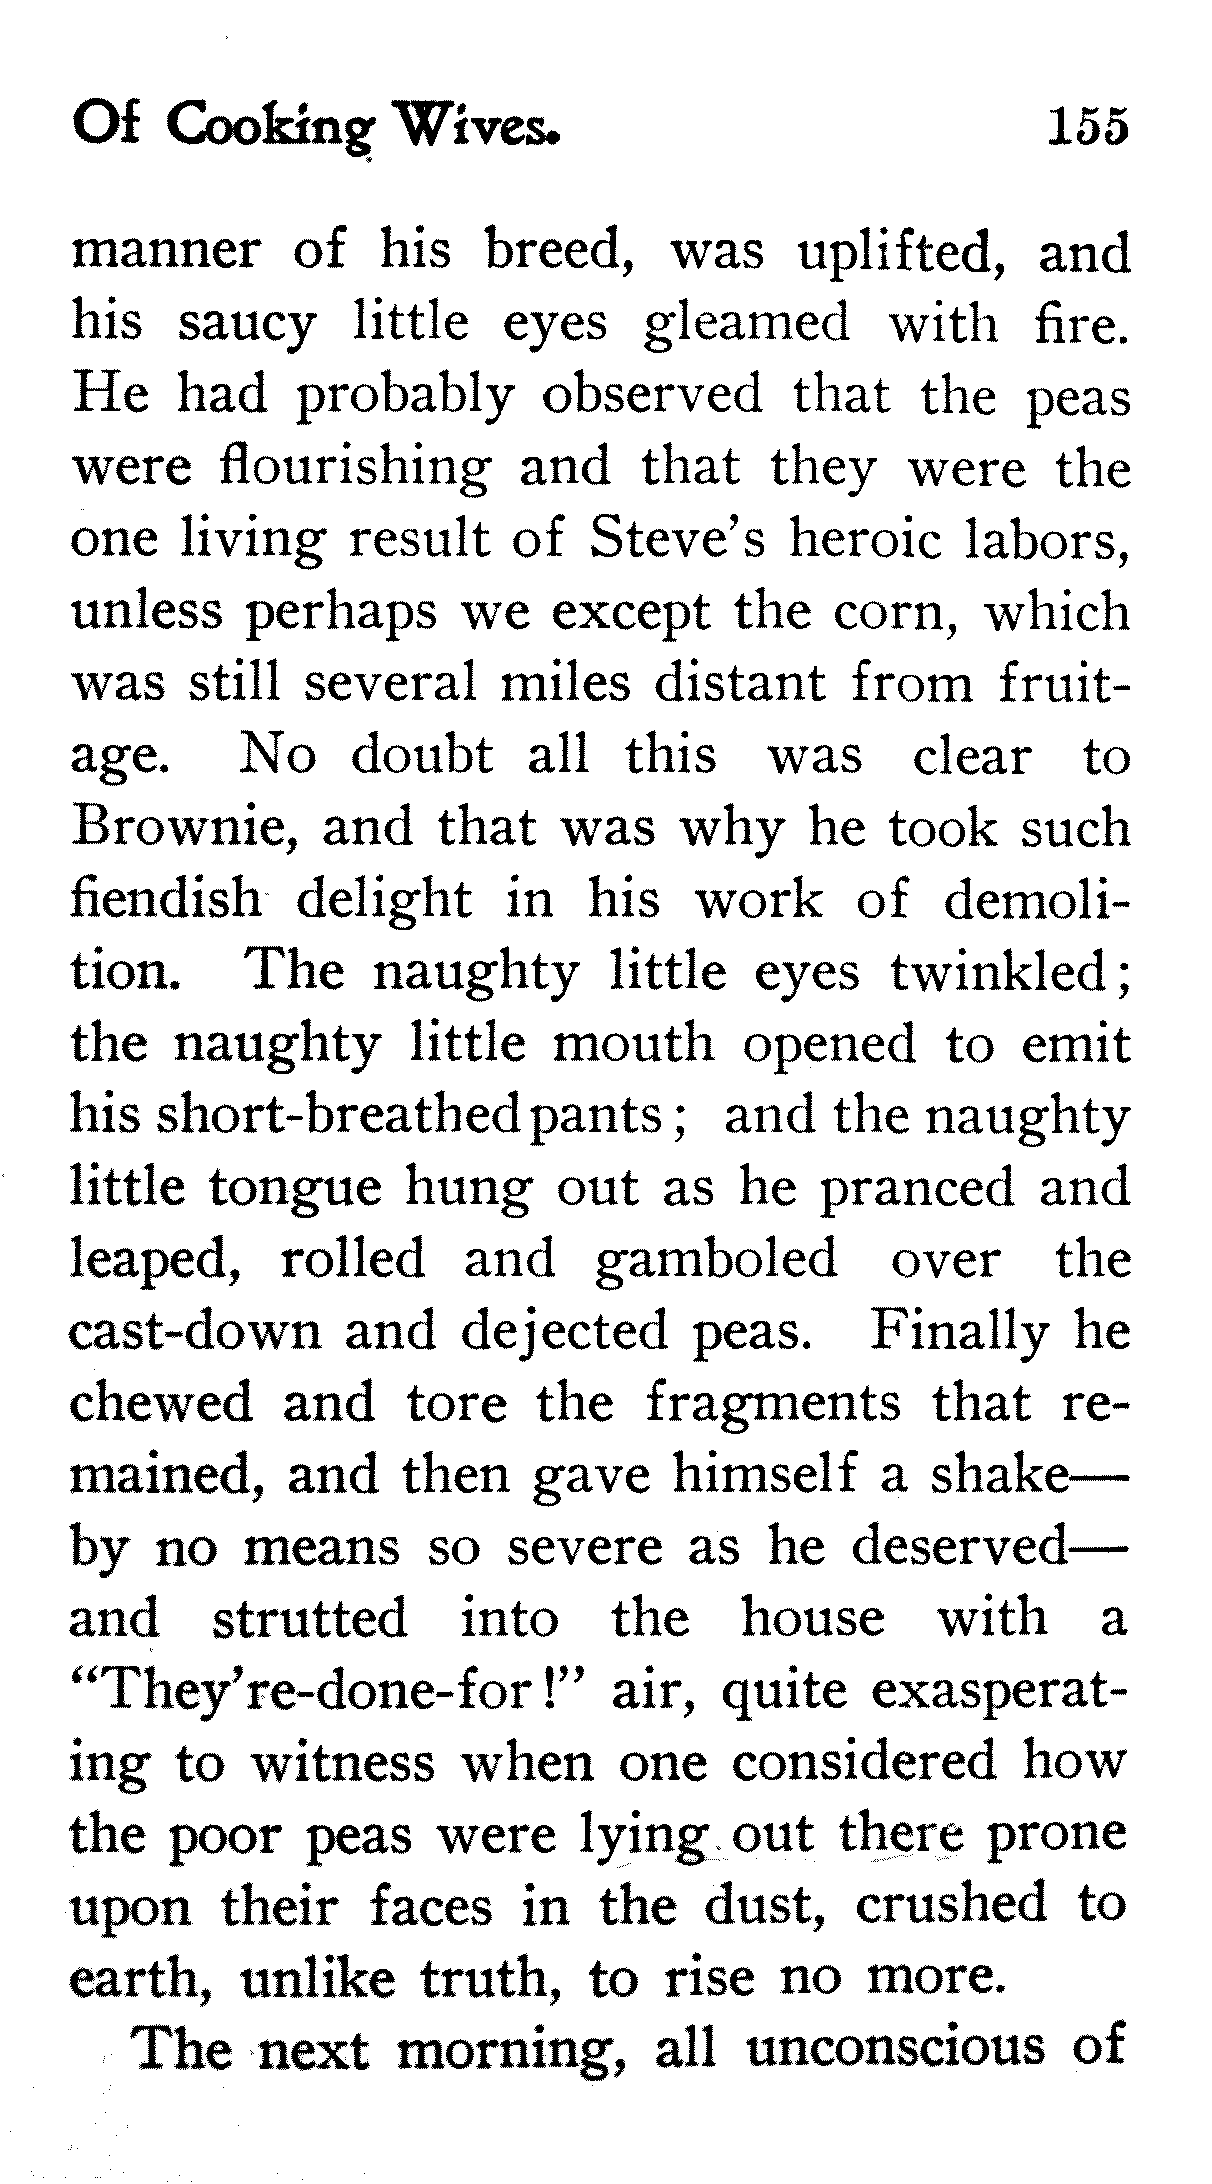 Of Cooking Wives. 155
manner of his breed, was uplifted, and
his saucy little eyes gleamed with fire.
He had probably observed that the peas
were flourishing and that they were the
one living result of Steve's heroic labors,
unless perhaps we except the corn, which
was still several miles distant from fruit-
age. No doubt all this was clear to
Brownie, and that was why he took such
fiendish delight in his work of demoli-
tion. The naughty little eyes twinkled;
the naughty little mouth opened to emit
his short-breathed pants; and the naughty
little tongue hung out as he pranced and
leaped, rolled and gamboled over the
cast-down and dejected peas. Finally he
chewed and tore the fragments that re-
mained, and then gave himself a shake—
by no means so severe as he deserved—
and strutted into the house with a
“They're-done-for!” air, quite exasperat-
ing to witness when one considered how
the poor peas were lying out there prone
upon their faces in the dust, crushed to
earth, unlike truth, to rise no more.
The next morning, all unconscious of